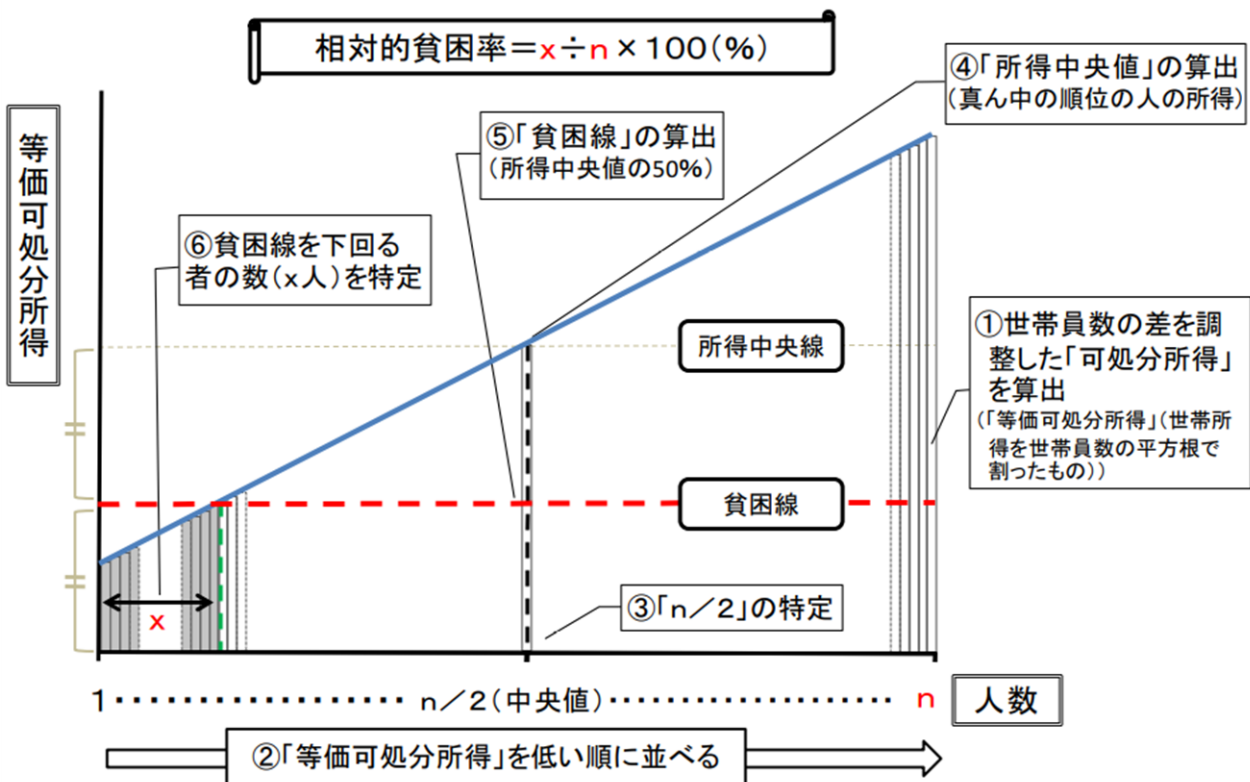 相対的貧困率＝x÷n×100(%)
④「所得中央値」の算出
(真ん中の順位の人の所得)
等価可処分所得
⑤「貧困線」の算出
(所得中央値の50%)
⑥貧困線を下回る
者の数(x人)を特定
所得中央線
①世帯員数の差を調
整した「可処分所得」
を算出
(「等価可処分所得」(世帯所
得を世帯員数の平方根で
割ったもの))
貧困線
③「n／2」の特定
x
1 ・・・・・・・・・・・・・・・ n／2(中央値)・・・・・・・・・・・・・・・ n
人数
②「等価可処分所得」を低い順に並べる